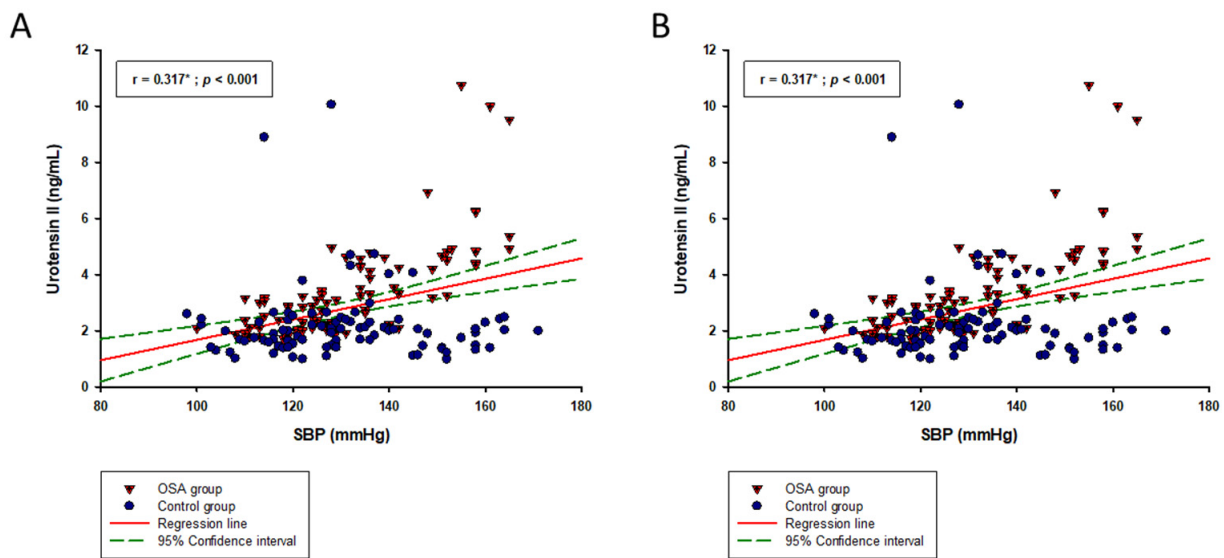 A
r = 0.317* ; p < 0.001
Urotensin II (ng/mL)
12
10
8
6
4
2
0
80 100 120 140 160 180
SBP (mmHg)
OSA group
Control group
Regression line
95% Confidence interval
B
r = 0.317* ; p < 0.001
Urotensin II (ng/mL)
12
10
8
6
4
2
0
80 100 120 140 160 180
SBP (mmHg)
OSA group
Control group
Regression line
95% Confidence interval